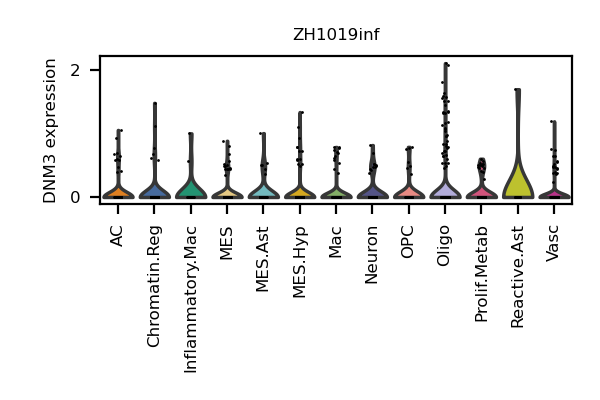 ZH1019inf
DNM3 expression
2
0
AC
Chromatin.Reg
Inflammatory.Mac
MES
MES.Ast
MES.Hyp
Mac
Neuron
OPC
Oligo
Prolif.Metab
Reactive.Ast
Vasc